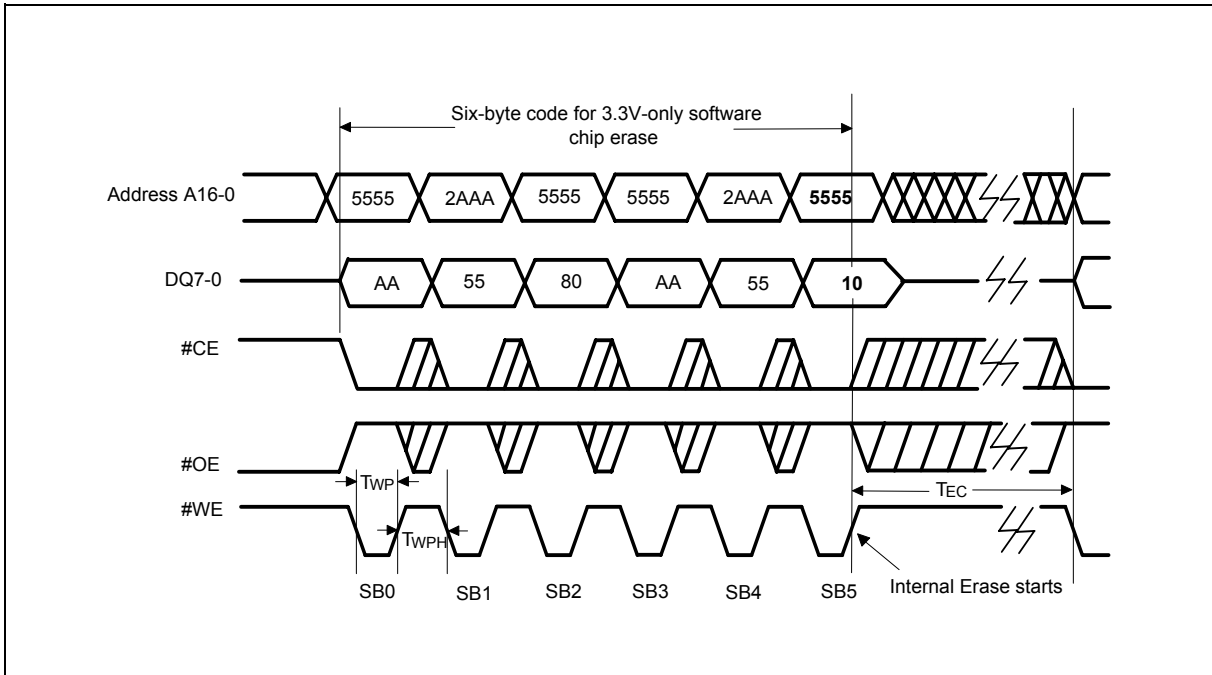 Six-byte code for 3.3V-only software
chip erase
Address A16-0
5555
2AAA
5555
5555
2AAA
5555
DQ7-0
AA
55
80
AA
55
10
#CE
#OE
TWP
TEC
#WE
TWPH
SB0
SB1
SB2
SB3
SB4
SB5
Internal Erase starts